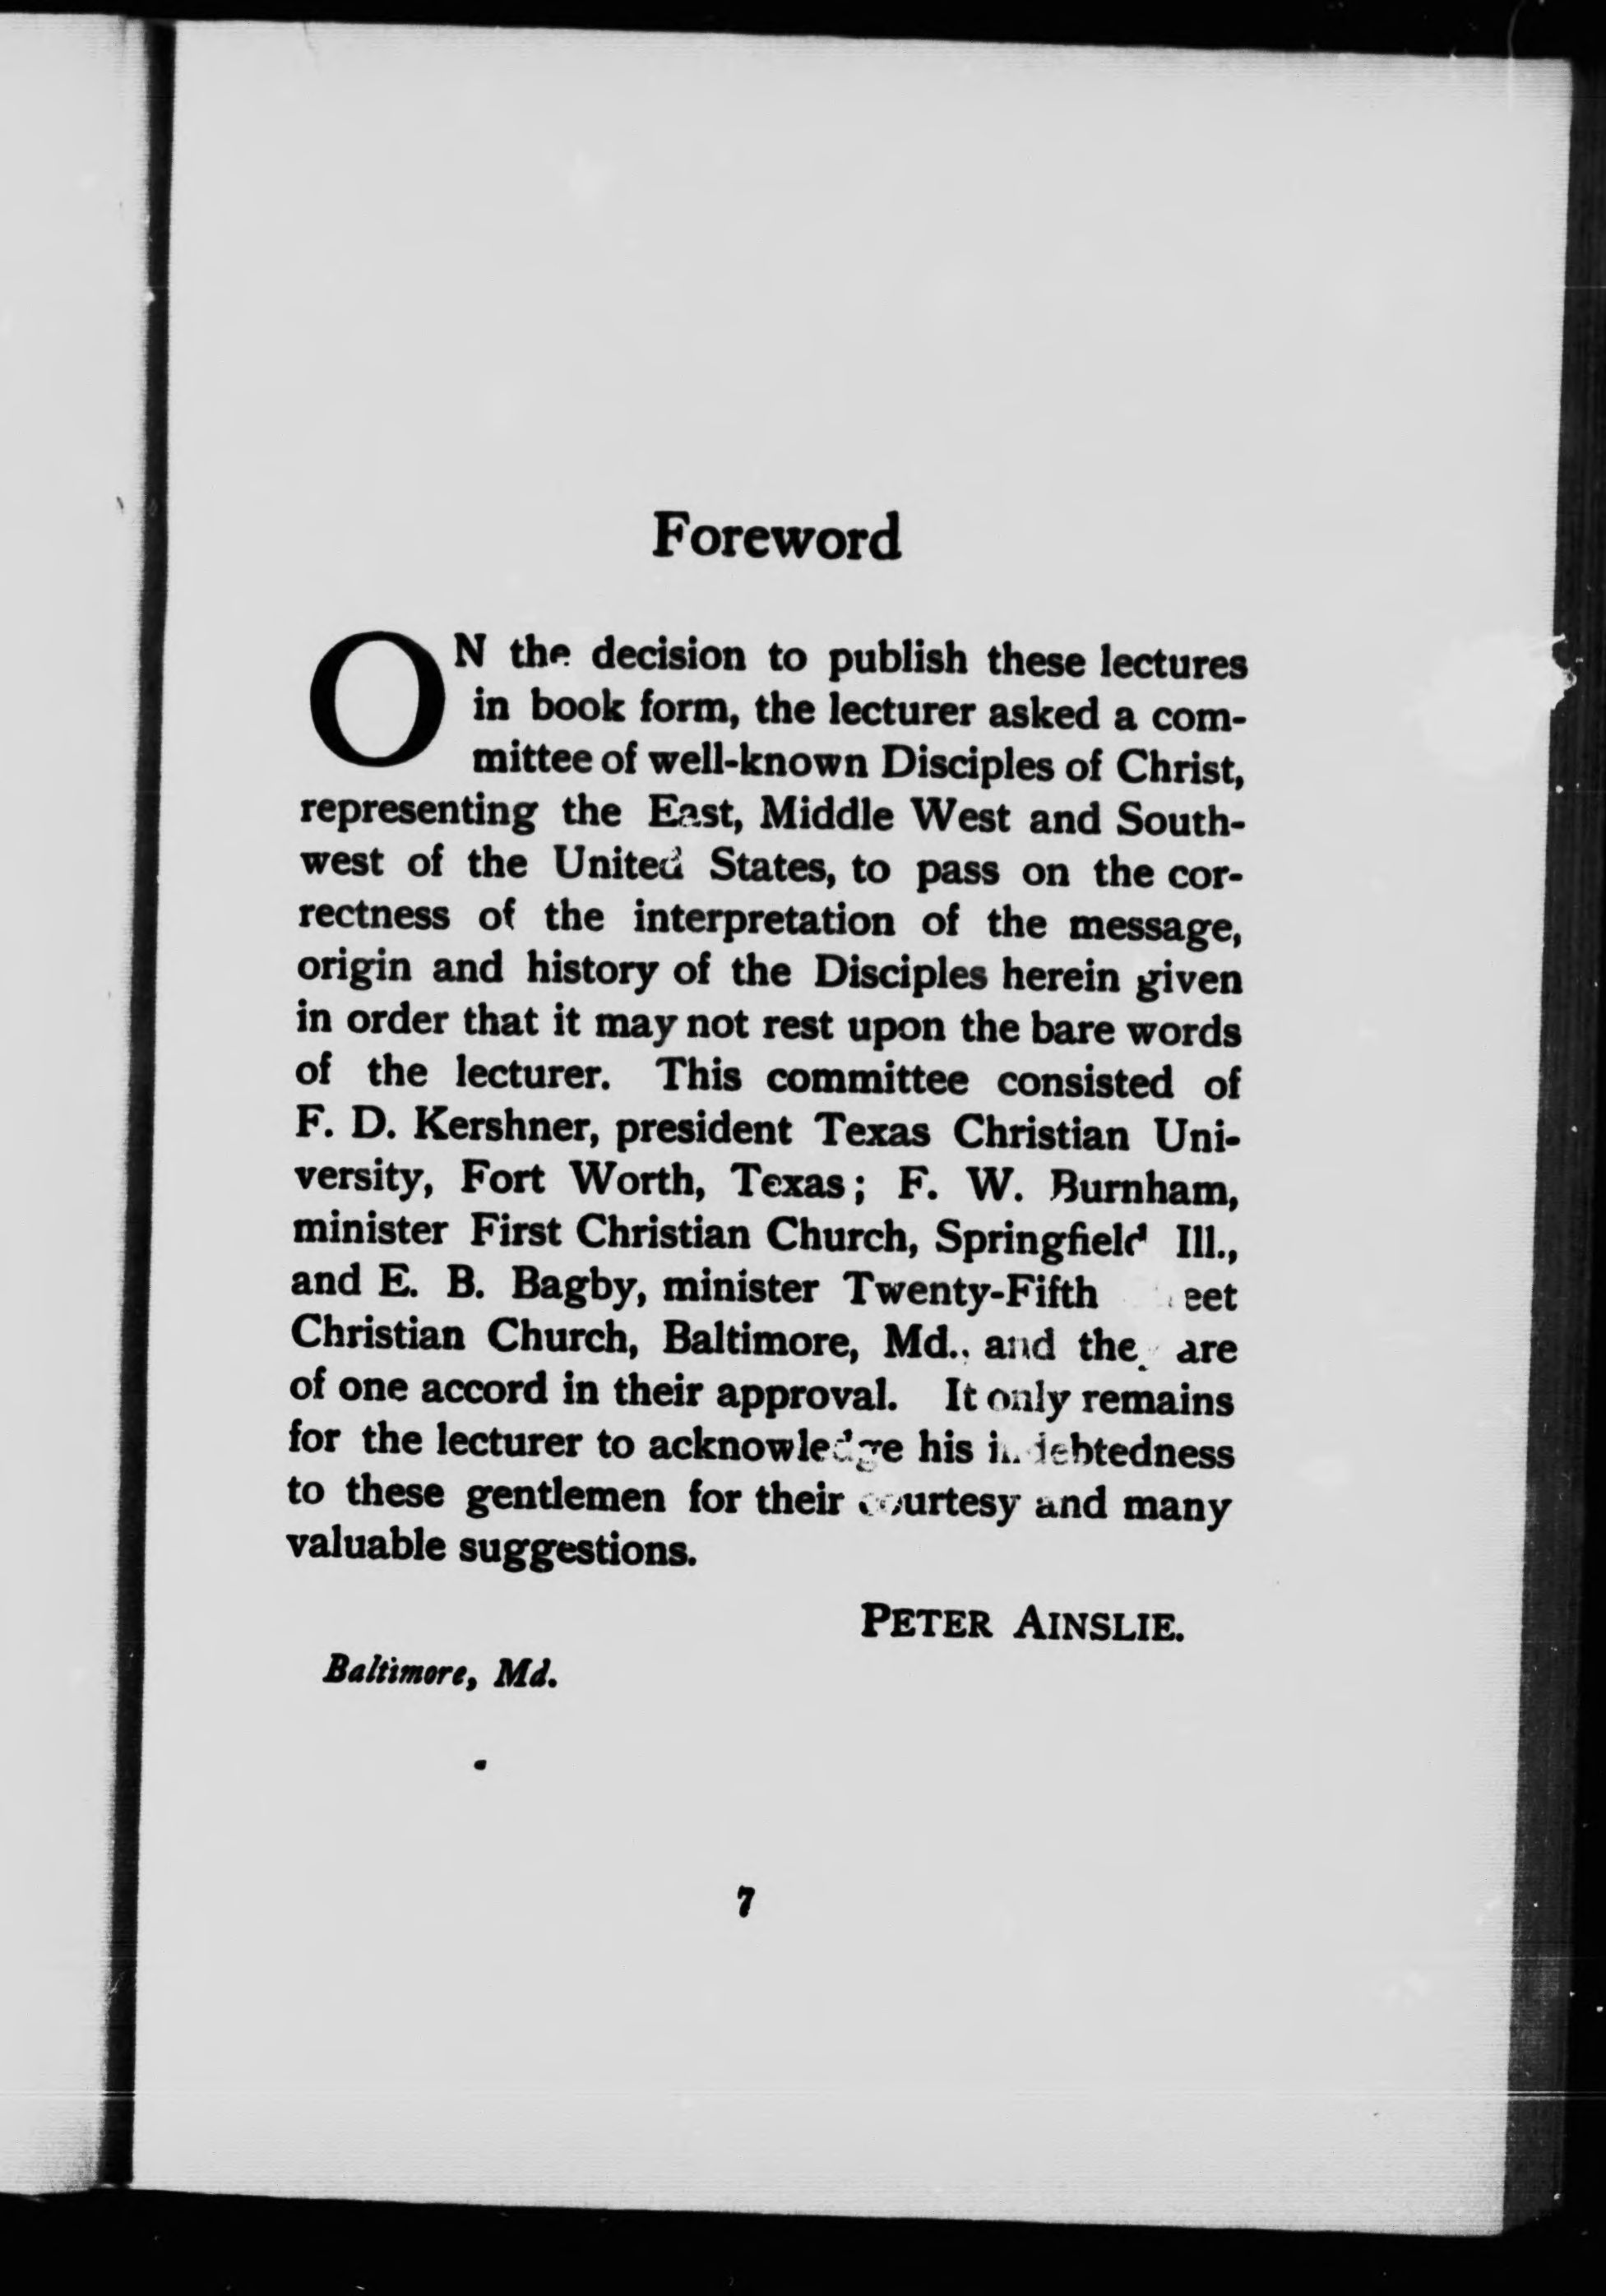 Foreword
ON the decision to publish these lectures
in book form, the lecturer asked a com-
mittee of well-known Disciples of Christ,
representing the East, Middle West and South-
west of the United States, to pass on the cor-
rectness of the interpretation of the message,
origin and history of the Disciples herein given
in order that it may not rest upon the bare words
of the lecturer. This committee consisted of
F. D. Kershner, president Texas Christian Uni-
versity, Fort Worth, Texas; F. W. Burnham,
minister First Christian Church, Springfield Ill.,
and E. B. Bagby, minister Twenty-Fifth
Christian Church, Baltimore, Md., and are
of one accord in their approval. It only remains
for the lecturer to acknowledge his indebtedness
to these gentlemen for their courtesy and many
valuable suggestions.
PETER AINSLIE.
Baltimore, Md.
7